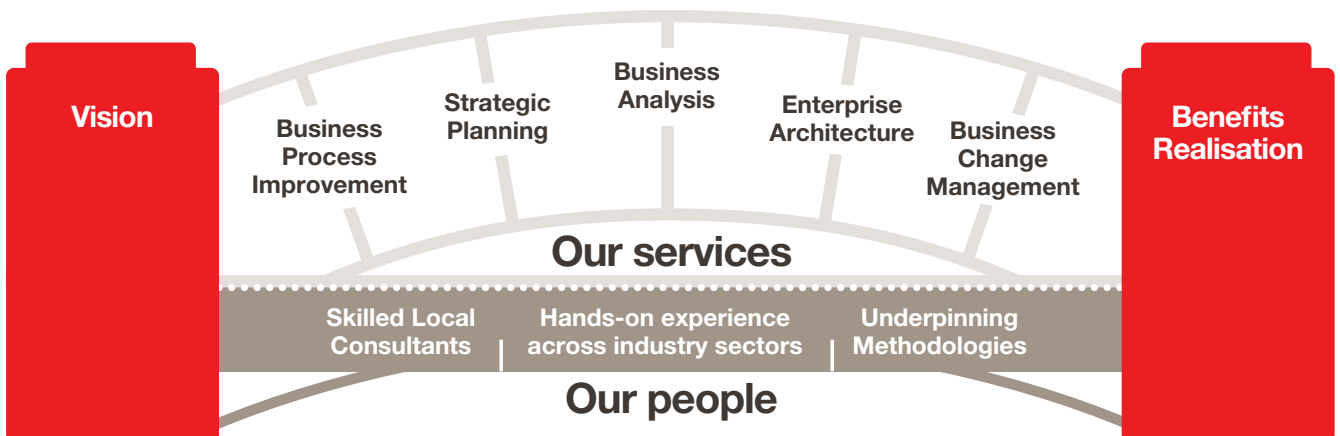 Vision
Business
Process
Improvement
Strategic
Planning
Business
Analysis
Enterprise
Architecture
Business
Change
Management
Benefits
Realisation
Our services
Skilled Local
Consultants
Hands-on experience
across industry sectors
Underpinning
Methodologies
Our people